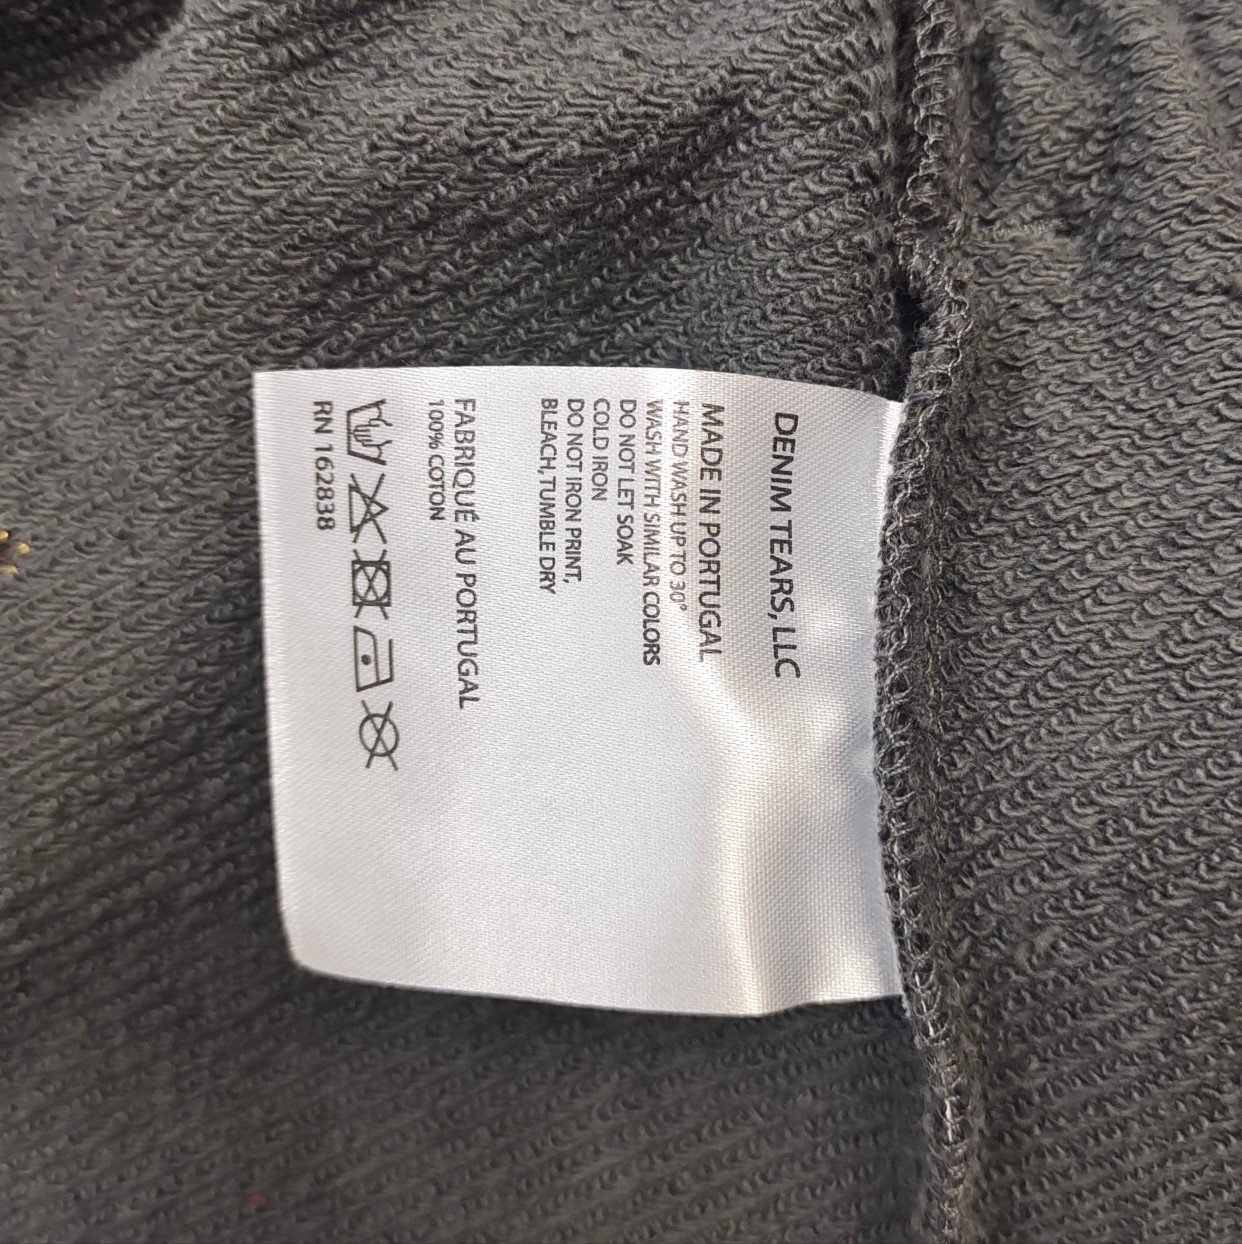 DENIM TEARS, LLC
MADE IN PORTUGAL
HAND WASH UP TO 30°
WASH WITH SIMILAR COLORS
DO NOT LET SOAK
COLD IRON
DO NOT IRON PRINT,
BLEACH, TUMBLE DRY
FABRIQUÉ AU PORTUGAL
100% COTON
RN 162838